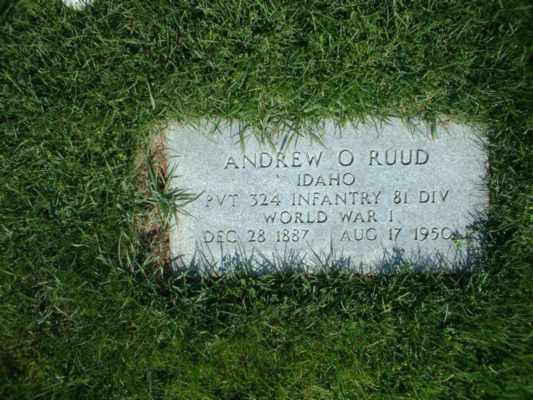 ANDREW O RUUD
IDAHO
PVT 324 INFANTRY 81 DIV
WORLD WAR I
DEC 28 1887 AUG 17 1950